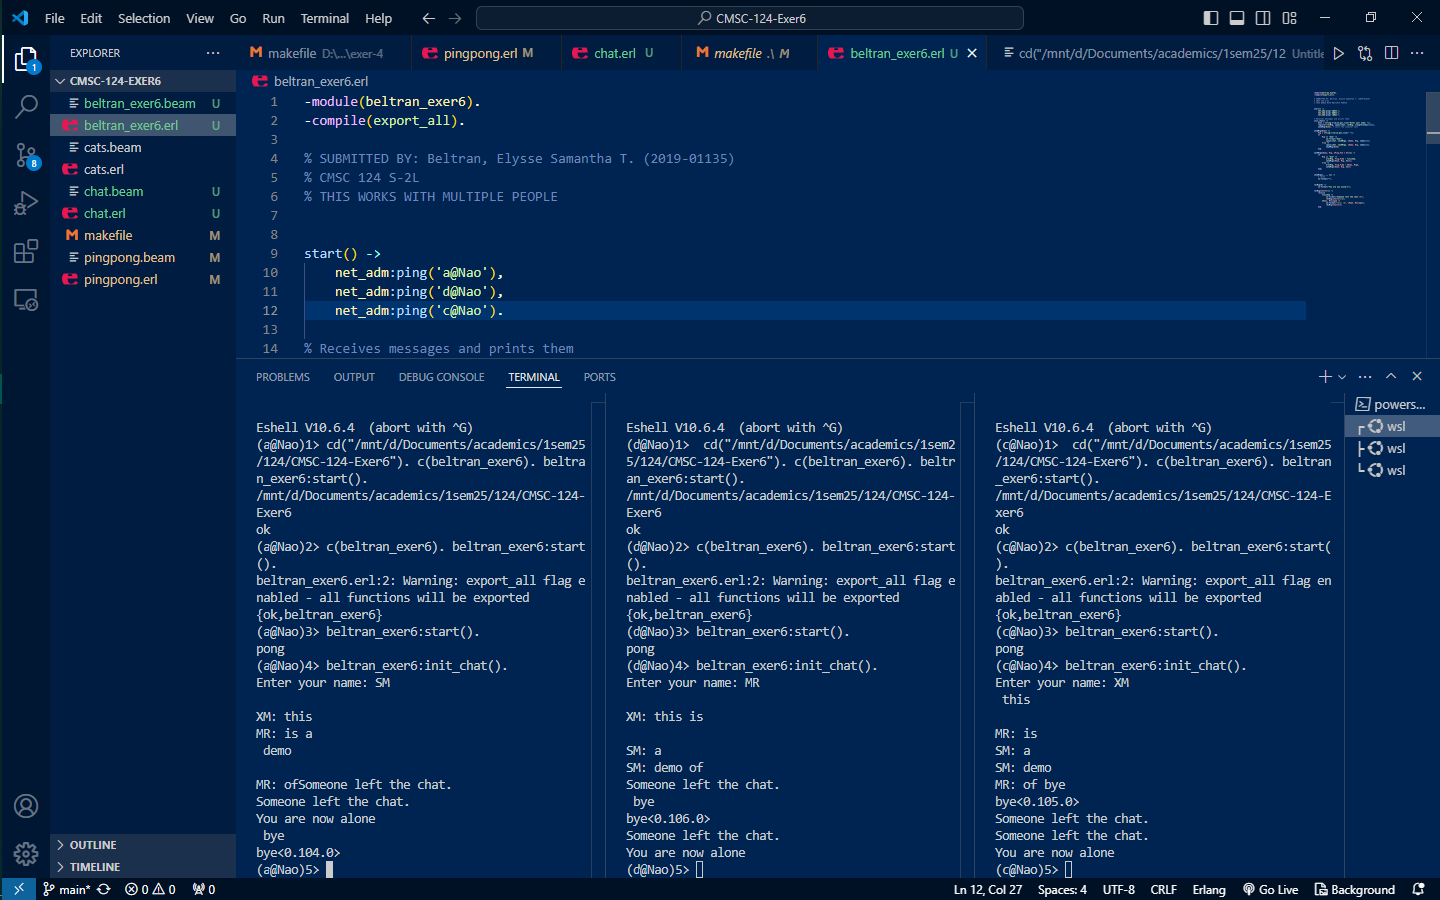 File Edit Selection View Go Run Terminal Help
CMSC-124-Exer6
EXPLORER
CMSC-124-EXER6
beltran_exer6.beam U
beltran_exer6.erl U
cats.beam
cats.erl
chat.beam U
chat.erl U
makefile M
pingpong.beam M
pingpong.erl M
OUTLINE
TIMELINE
makefile D:\...\exer-4
pingpong.erl M
chat.erl U
makefile .\ M
beltran_exer6.erl U
cd("/mnt/d/Documents/academics/1sem25/12 Untitle
beltran_exer6.erl
1 -module(beltran_exer6).
2 -compile(export_all).
3
4 % SUBMITTED BY: Beltran, Elysse Samantha T. (2019-01135)
5 % CMSC 124 S-2L
6 % THIS WORKS WITH MULTIPLE PEOPLE
7
8
9 start() ->
10 net_adm:ping('a@Nao'),
11 net_adm:ping('d@Nao'),
12 net_adm:ping('c@Nao').
13
14 % Receives messages and prints them
PROBLEMS OUTPUT DEBUG CONSOLE TERMINAL PORTS
Eshell V10.6.4 (abort with ^G)
(a@Nao)1> cd("/mnt/d/Documents/academics/1sem25
/124/CMSC-124-Exer6"). c(beltran_exer6). beltra
n_exer6:start().
/mnt/d/Documents/academics/1sem25/124/CMSC-124-
Exer6
ok
(a@Nao)2> c(beltran_exer6). beltran_exer6:start
().
beltran_exer6.erl:2: Warning: export_all flag e
nabled - all functions will be exported
{ok,beltran_exer6}
(a@Nao)3> beltran_exer6:start().
pong
(a@Nao)4> beltran_exer6:init_chat().
Enter your name: SM
XM: this
MR: is a
demo
MR: ofSomeone left the chat.
Someone left the chat.
You are now alone
bye
bye<0.104.0>
(a@Nao)5>
Eshell V10.6.4 (abort with ^G)
(d@Nao)1> cd("/mnt/d/Documents/academics/1sem2
5/124/CMSC-124-Exer6"). c(beltran_exer6). beltr
an_exer6:start().
/mnt/d/Documents/academics/1sem25/124/CMSC-124-
Exer6
ok
(d@Nao)2> c(beltran_exer6). beltran_exer6:start
().
beltran_exer6.erl:2: Warning: export_all flag e
nabled - all functions will be exported
{ok,beltran_exer6}
(d@Nao)3> beltran_exer6:start().
pong
(d@Nao)4> beltran_exer6:init_chat().
Enter your name: MR
XM: this is
SM: a
SM: demo of
Someone left the chat.
bye
bye<0.106.0>
Someone left the chat.
You are now alone
(d@Nao)5>
Eshell V10.6.4 (abort with ^G)
(c@Nao)1> cd("/mnt/d/Documents/academics/1sem25
/124/CMSC-124-Exer6"). c(beltran_exer6). beltran
_exer6:start().
/mnt/d/Documents/academics/1sem25/124/CMSC-124-E
xer6
ok
(c@Nao)2> c(beltran_exer6). beltran_exer6:start(
).
beltran_exer6.erl:2: Warning: export_all flag en
abled - all functions will be exported
{ok,beltran_exer6}
(c@Nao)3> beltran_exer6:start().
pong
(c@Nao)4> beltran_exer6:init_chat().
Enter your name: XM
this
MR: is
SM: a
SM: demo
MR: of bye
bye<0.105.0>
Someone left the chat.
Someone left the chat.
You are now alone
(c@Nao)5>
powers...
wsl
wsl
wsl
1
8
main* 0 0 0
Ln 12, Col 27 Spaces: 4 UTF-8 CRLF Erlang Go Live Background